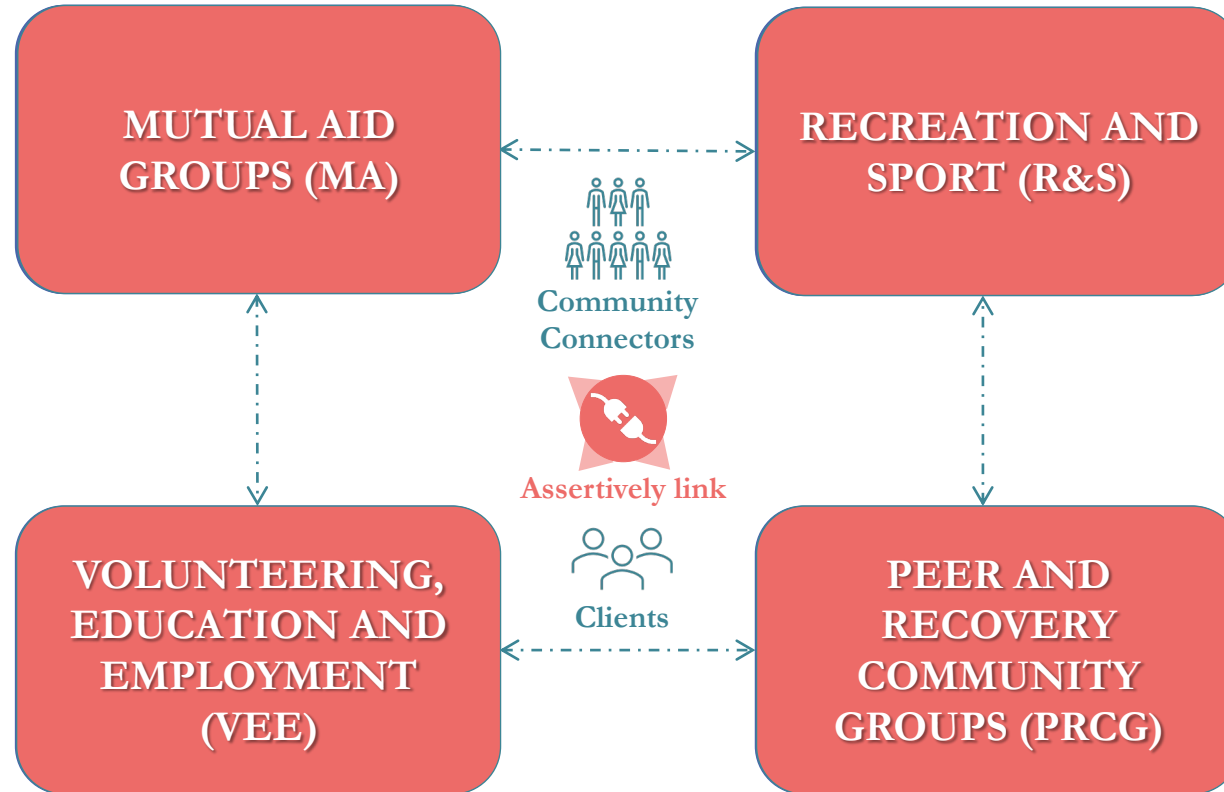 MUTUAL AID
GROUPS (MA)
RECREATION AND
SPORT (R&S)
Community
Connectors
Assertively link
Clients
VOLUNTEERING,
EDUCATION AND
EMPLOYMENT
(VEE)
PEER AND
RECOVERY
COMMUNITY
GROUPS (PRCG)